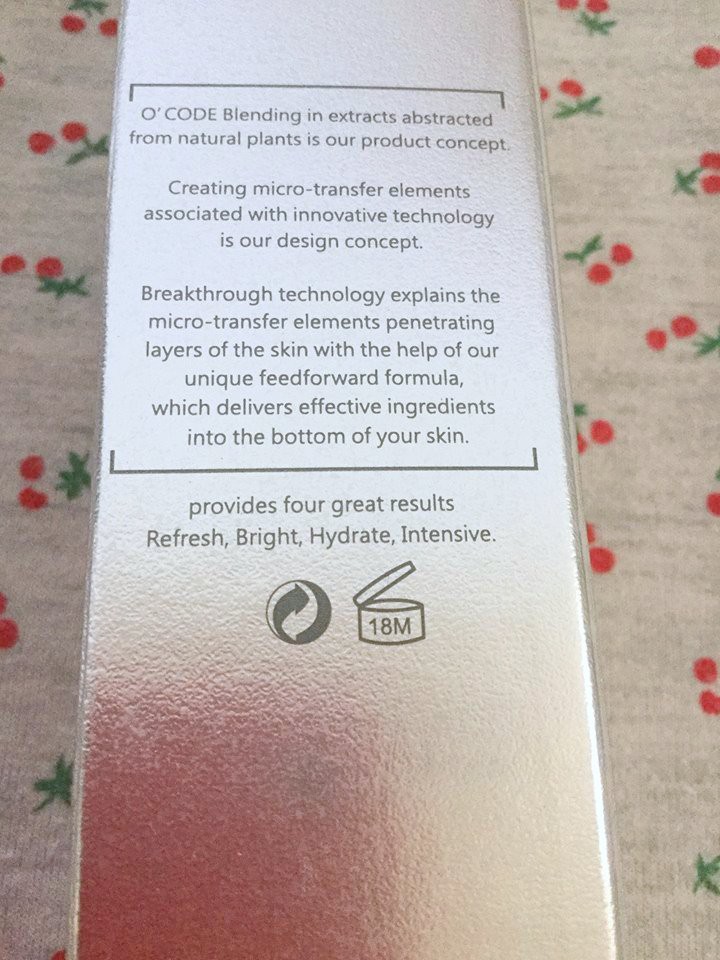 O' CODE Blending in extracts abstracted
from natural plants is our product concept.
Creating micro-transfer elements
associated with innovative technology
is our design concept.
Breakthrough technology explains the
micro-transfer elements penetrating
layers of the skin with the help of our
unique feedforward formula,
which delivers effective ingredients
into the bottom of your skin.
provides four great results
Refresh, Bright, Hydrate, Intensive.
18M